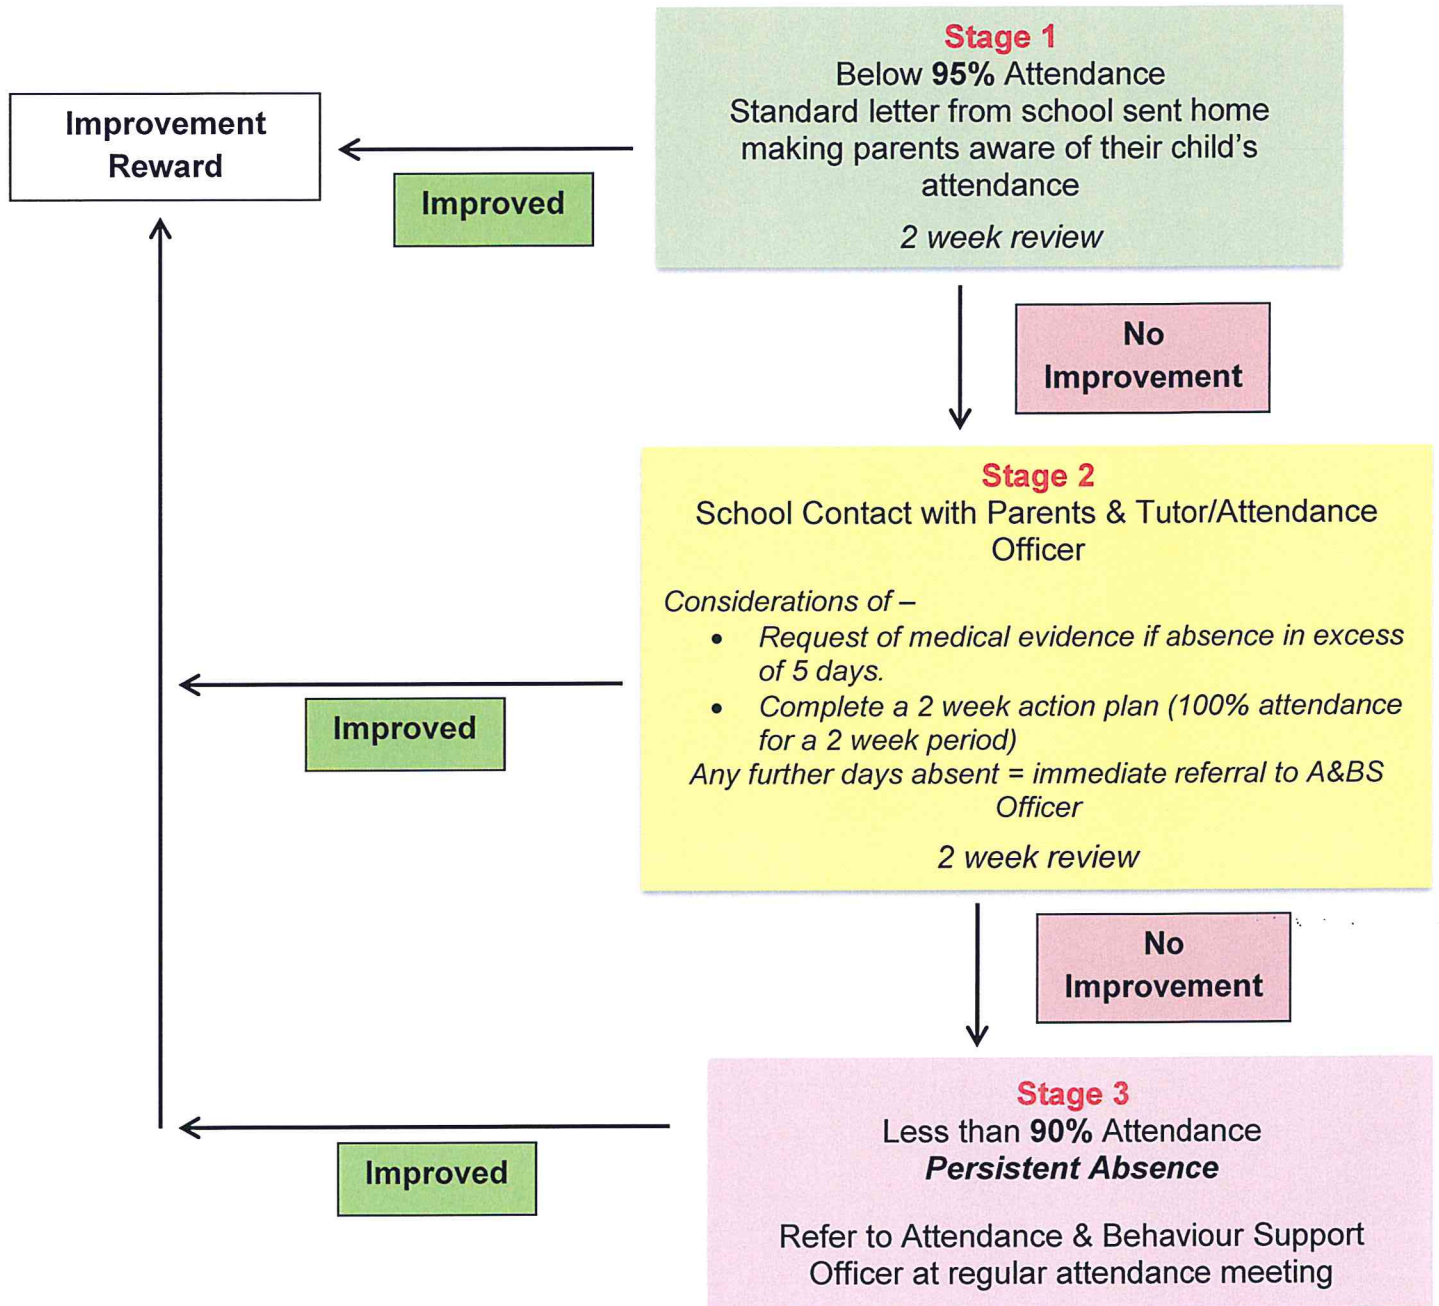 Stage 1
Below 95% Attendance
Standard letter from school sent home
making parents aware of their child's
attendance
2 week review
Improvement
Reward
Improved
No
Improvement
Stage 2
School Contact with Parents & Tutor/Attendance
Officer
Considerations of –
• Request of medical evidence if absence in excess
of 5 days.
• Complete a 2 week action plan (100% attendance
for a 2 week period)
Any further days absent = immediate referral to A&BS
Officer
2 week review
Improved
No
Improvement
Stage 3
Less than 90% Attendance
Persistent Absence
Refer to Attendance & Behaviour Support
Officer at regular attendance meeting
Improved